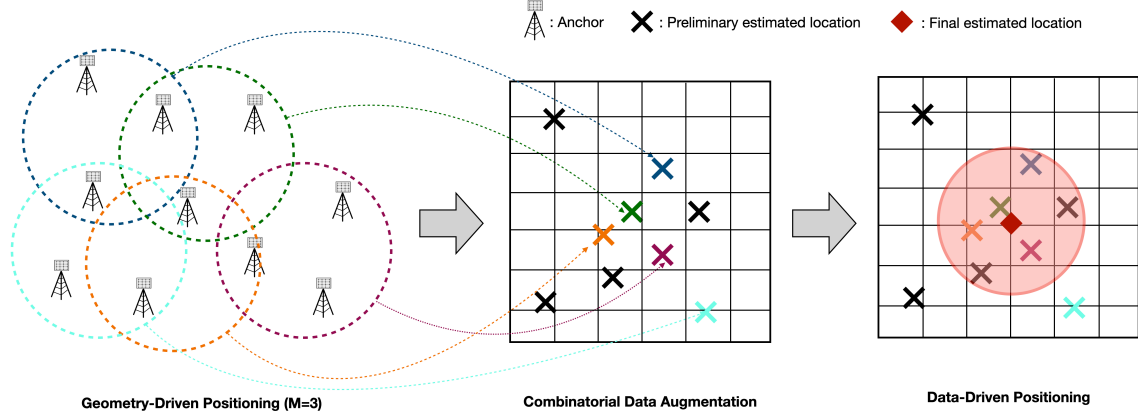 : Anchor
: Preliminary estimated location
: Final estimated location
Geometry-Driven Positioning (M=3)
Combinatorial Data Augmentation
Data-Driven Positioning